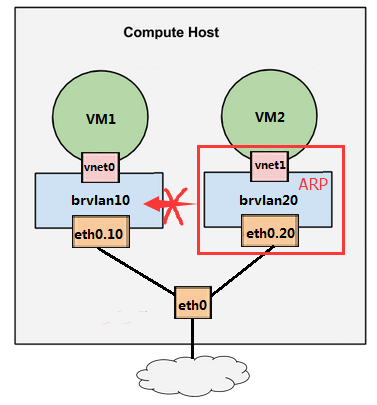 Compute Host
VM1
VM2
vnet0
vnet1
ARP
brvlan10
brvlan20
eth0.10
eth0.20
eth0